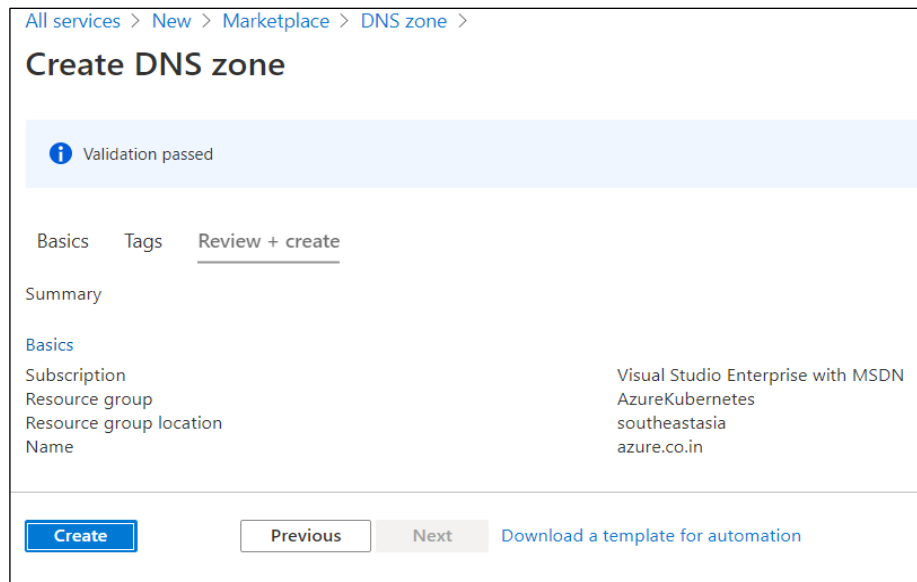 All services > New > Marketplace > DNS zone >
Create DNS zone
Validation passed
Basics Tags Review + create
Summary
Basics
Subscription Visual Studio Enterprise with MSDN
Resource group AzureKubernetes
Resource group location southeastasia
Name azure.co.in
Create Previous Next Download a template for automation